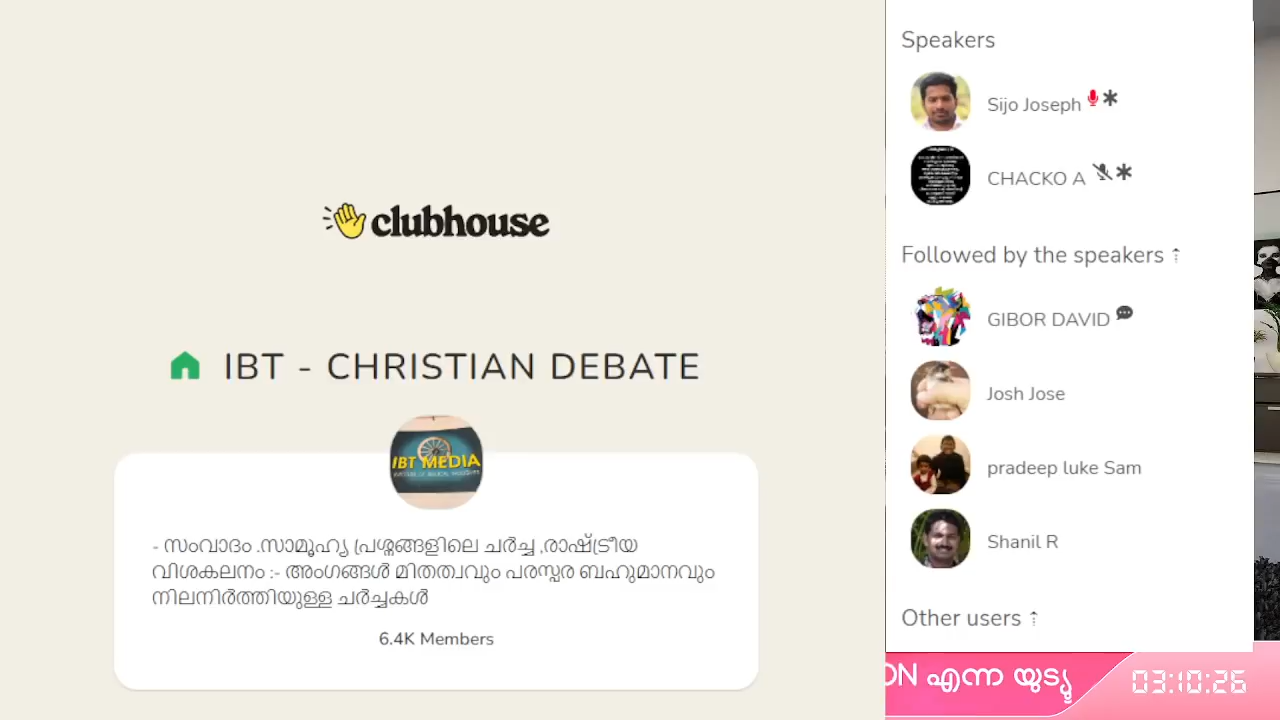 clubhouse
IBT - CHRISTIAN DEBATE
IBT MEDIA
- സംവാദം .സാമൂഹ്യ പ്രശ്നങ്ങളിലെ ചർച്ച ,രാഷ്ട്രീയ
വിശകലനം :- അംഗങ്ങൾ മിതത്വവും പരസ്പര ബഹുമാനവും
നിലനിർത്തിയുള്ള ചർച്ചകൾ
6.4K Members
Speakers
Sijo Joseph
CHACKO A
Followed by the speakers
GIBOR DAVID
Josh Jose
pradeep luke Sam
Shanil R
Other users
ON എന്ന യുട്യൂ
03:10:26